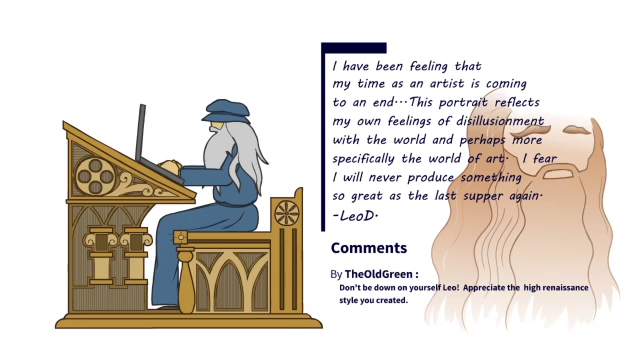 I have been feeling that
my time as an artist is coming
to an end...This portrait reflects
my own feelings of disillusionment
with the world and perhaps more
specifically the world of art. I fear
I will never produce something
so great as the last supper again.
-LeoD.
Comments
By TheOldGreen :
Don't be down on yourself Leo! Appreciate the high renaissance
style you created.